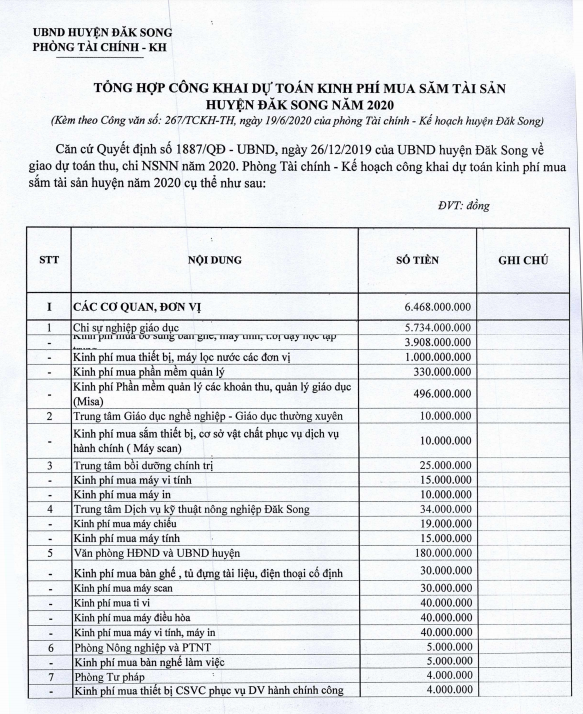 UBND HUYỆN ĐĂK SONG
PHÒNG TÀI CHÍNH - KH
TỔNG HỢP CÔNG KHAI DỰ TOÁN KINH PHÍ MUA SĂM TÀI SẢN
HUYỆN ĐĂK SONG NĂM 2020
(Kèm theo Công văn số: 267/TCKH-TH, ngày 19/6/2020 của phòng Tài chính - Kế hoạch huyện Đăk Song)
Căn cứ Quyết định số 1887/QĐ - UBND, ngày 26/12/2019 của UBND huyện Đăk Song về
giao dự toán thu, chi NSNN năm 2020. Phòng Tài chính - Kế hoạch công khai dự toán kinh phí mua
sắm tài sản huyện năm 2020 cụ thể như sau:
ĐVT: đồng
STT NỘI DUNG SỐ TIỀN GHI CHÚ
I CÁC CƠ QUAN, ĐƠN VỊ 6.468.000.000
1 Chi sự nghiệp giáo dục 5.734.000.000
- Kinh phí mua bổ sung bàn ghế, máy tính, t.bị dạy học tập 3.908.000.000
- Kinh phí mua thiết bị, máy lọc nước các đơn vị 1.000.000.000
- Kinh phí mua phần mềm quản lý 330.000.000
- Kinh phí Phần mềm quản lý các khoản thu, quản lý giáo dục
(Misa) 496.000.000
2 Trung tâm Giáo dục nghề nghiệp - Giáo dục thường xuyên 10.000.000
- Kinh phí mua sắm thiết bị, cơ sở vật chất phục vụ dịch vụ
hành chính ( Máy scan) 10.000.000
3 Trung tâm bồi dưỡng chính trị 25.000.000
- Kinh phí mua máy vi tính 15.000.000
- Kinh phí mua máy in 10.000.000
4 Trung tâm Dịch vụ kỹ thuật nông nghiệp Đăk Song 34.000.000
- Kinh phí mua máy chiếu 19.000.000
- Kinh phí mua máy tính 15.000.000
5 Văn phòng HĐND và UBND huyện 180.000.000
- Kinh phí mua bàn ghế , tủ đựng tài liệu, điện thoại cố định 30.000.000
- Kinh phí mua máy scan 30.000.000
- Kinh phí mua ti vi 40.000.000
- Kinh phí mua máy điều hòa 40.000.000
- Kinh phí mua máy vi tính, máy in 40.000.000
6 Phòng Nông nghiệp và PTNT 5.000.000
- Kinh phí mua bàn nghế làm việc 5.000.000
7 Phòng Tư pháp 4.000.000
- Kinh phí mua thiết bị CSVC phục vụ DV hành chính công 4.000.000